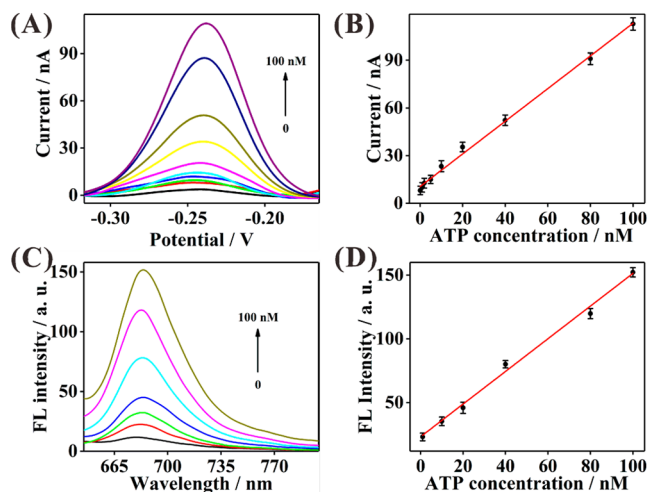 (A)
100 nM
0
Current / nA
90
60
30
0
-0.30
-0.25
-0.20
Potential / V
(B)
Current / nA
90
60
30
0
0
20
40
60
80
100
ATP concentration / nM
(C)
100 nM
0
FL intensity / a. u.
150
100
50
0
665
700
735
770
Wavelength / nm
(D)
FL Intensity / a. u.
150
100
50
0
20
40
60
80
100
ATP concentration / nM